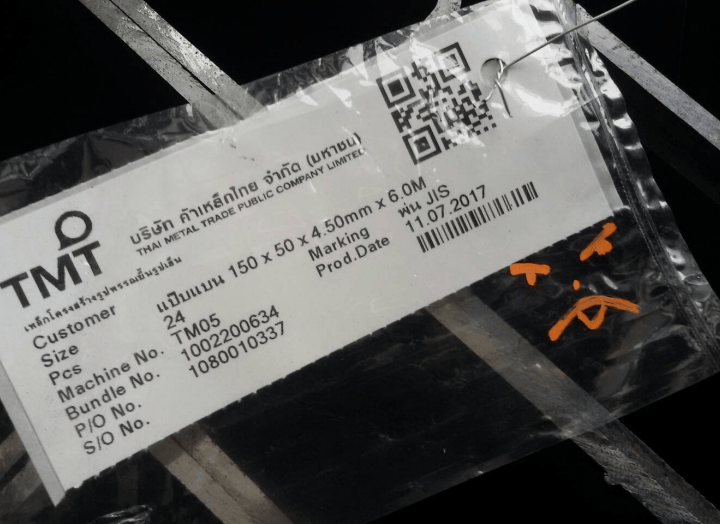 บริษัท ค้าเหล็กไทย จำกัด (มหาชน)
THAI METAL TRADE PUBLIC COMPANY LIMITED
TMT
เหล็กโครงสร้างรูปพรรณขึ้นรูปเย็น
Customer
Size แป๊บแบน 150 x 50 x 4.50mm x 6.0M
Pcs 24 Marking พ่น JIS
Machine No. TM05 Prod.Date 11.07.2017
Bundle No. 1002200634
P/O No. 1080010337
S/O No.